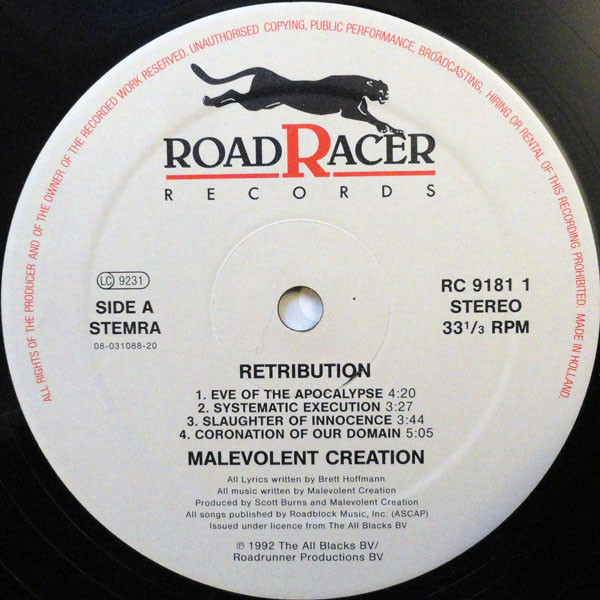 ALL RIGHTS OF THE PRODUCER AND OF THE OWNER OF THE RECORDED WORK RESERVED. UNAUTHORISED COPYING, PUBLIC PERFORMANCE, BROADCASTING, HIRING OR RENTAL OF THIS RECORDING PROHIBITED. MADE IN HOLLAND.
ROADRACER
RECORDS
LC 9231
SIDE A
STEMRA
08-031088-20
RC 9181 1
STEREO
33 1/3 RPM
RETRIBUTION
1. EVE OF THE APOCALYPSE 4:20
2. SYSTEMATIC EXECUTION 3:27
3. SLAUGHTER OF INNOCENCE 3:44
4. CORONATION OF OUR DOMAIN 5:05
MALEVOLENT CREATION
All Lyrics written by Brett Hoffmann
All music written by Malevolent Creation
Produced by Scott Burns and Malevolent Creation
All songs published by Roadblock Music, Inc. (ASCAP)
Issued under licence from The All Blacks BV
℗ 1992 The All Blacks BV/
Roadrunner Productions BV